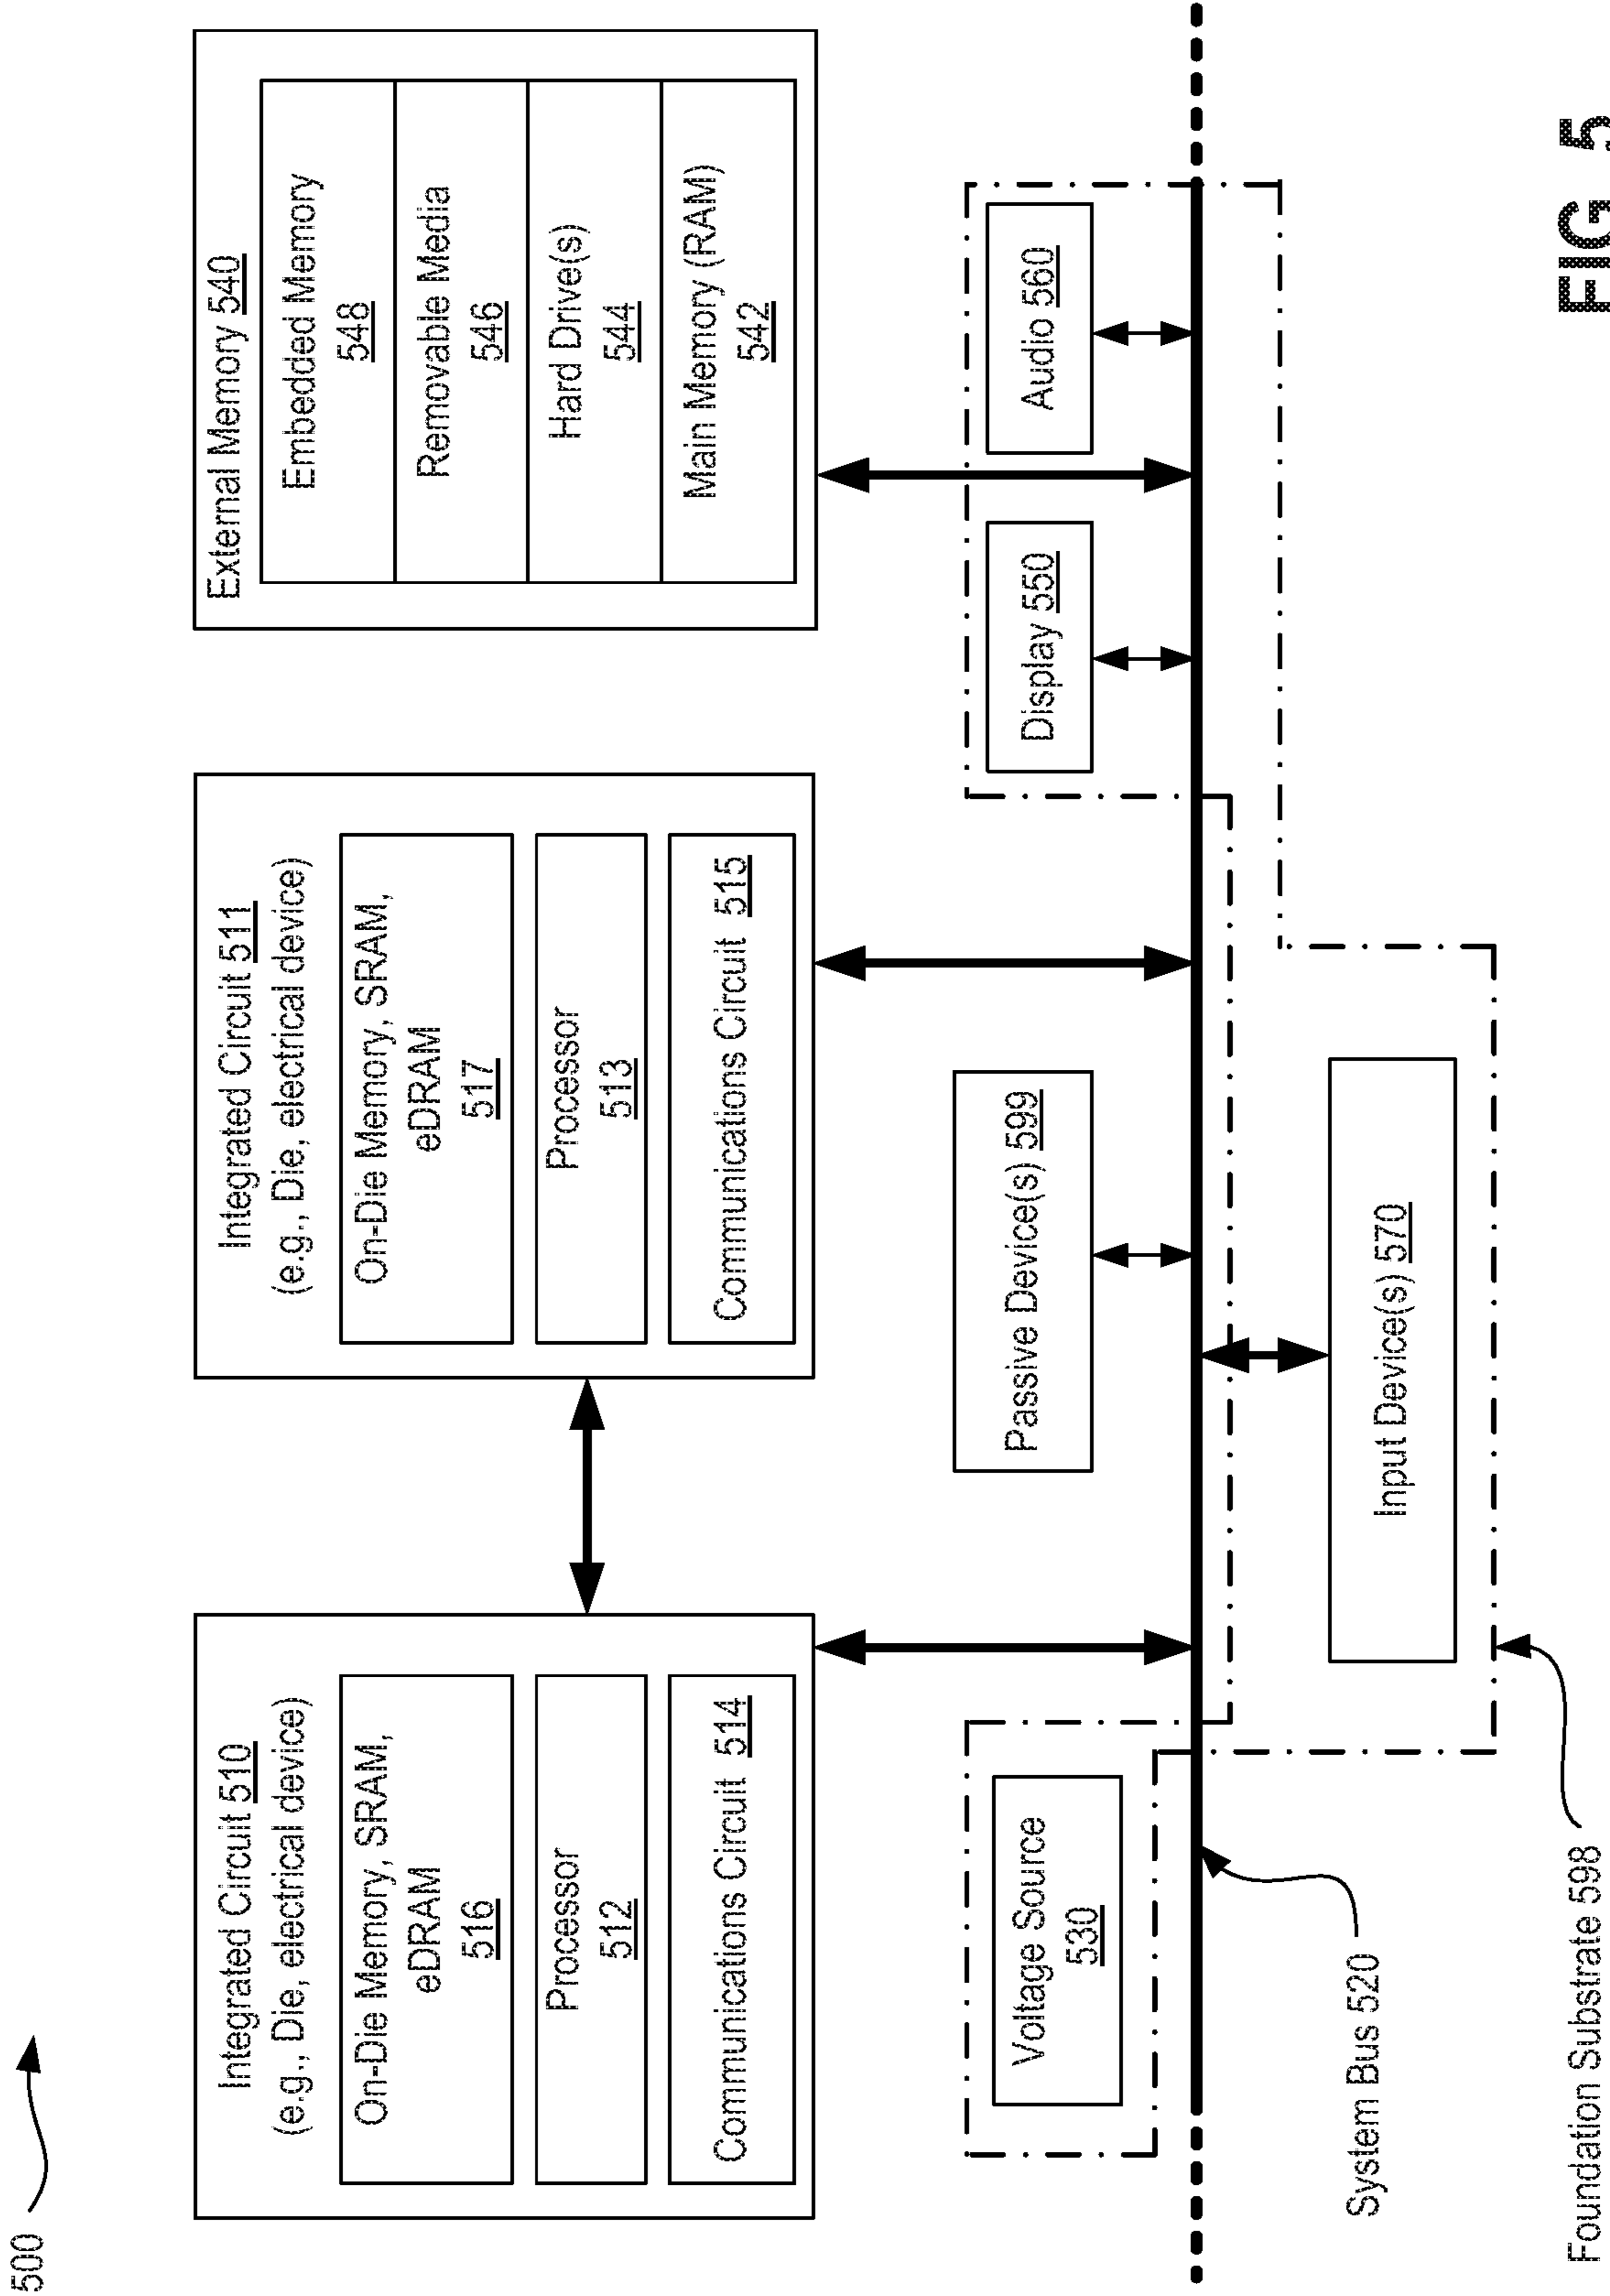 500
Integrated Circuit 510
(e.g., Die, electrical device)
On-Die Memory, SRAM,
eDRAM
516
Processor
512
Communications Circuit 514
Integrated Circuit 511
(e.g., Die, electrical device)
On-Die Memory, SRAM,
eDRAM
517
Processor
513
Communications Circuit 515
External Memory 540
Embedded Memory
548
Removable Media
546
Hard Drive(s)
544
Main Memory (RAM)
542
Voltage Source
530
Passive Device(s) 599
Display 550
Audio 560
System Bus 520
Input Device(s) 570
Foundation Substrate 598
FIG 5